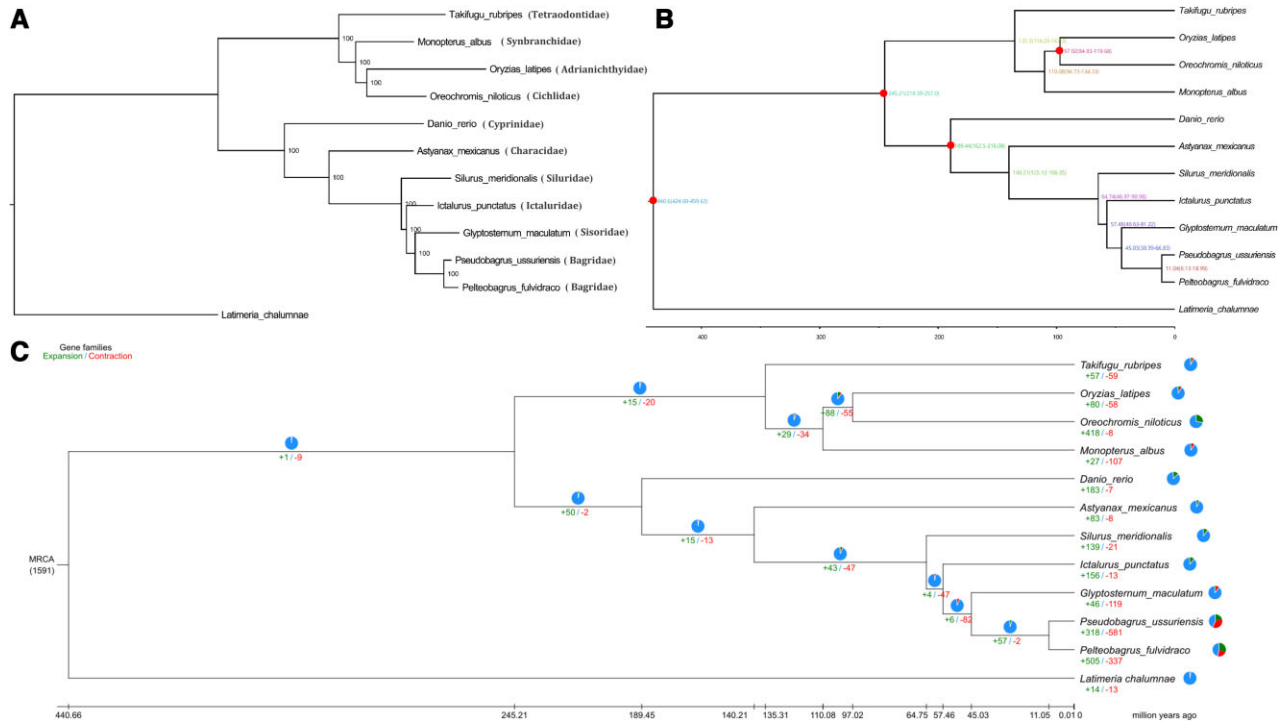 A
Takifugu_rubripes (Tetraodontidae)
100
Monopterus_albus (Synbranchidae)
100
Oryzias_latipes (Adrianichthyidae)
100
Oreochromis_niloticus (Cichlidae)
Danio_rerio (Cyprinidae)
100
Astyanax_mexicanus (Characidae)
100
Silurus_meridionalis (Siluridae)
100
Ictalurus_punctatus (Ictaluridae)
100
Glyptosternum_maculatum (Sisoridae)
100
Pseudobagrus_ussuriensis (Bagridae)
100
Pelteobagrus_fulvidraco (Bagridae)
Latimeria_chalumnae
B
Takifugu_rubripes
Oryzias_latipes
Oreochromis_niloticus
Monopterus_albus
Danio_rerio
Astyanax_mexicanus
Silurus_meridionalis
Ictalurus_punctatus
Glyptosternum_maculatum
Pseudobagrus_ussuriensis
Pelteobagrus_fulvidraco
Latimeria_chalumnae
400 300 200 100 0
C
Gene families
Expansion / Contraction
MRCA
(1591)
+1 / -9
+15 / -20
+29 / -34
+88 / -55
+50 / -2
+15 / -13
+43 / -47
+4 / -47
+6 / -82
+57 / -2
Takifugu_rubripes
+57 / -59
Oryzias_latipes
+80 / -58
Oreochromis_niloticus
+418 / -8
Monopterus_albus
+27 / -107
Danio_rerio
+183 / -7
Astyanax_mexicanus
+83 / -8
Silurus_meridionalis
+139 / -21
Ictalurus_punctatus
+156 / -13
Glyptosternum_maculatum
+46 / -119
Pseudobagrus_ussuriensis
+318 / -581
Pelteobagrus_fulvidraco
+505 / -337
Latimeria chalumnae
+14 / -13
440.66 245.21 189.45 140.21 135.31 110.08 97.02 64.75 57.46 45.03 11.05 0.01 0 million years ago